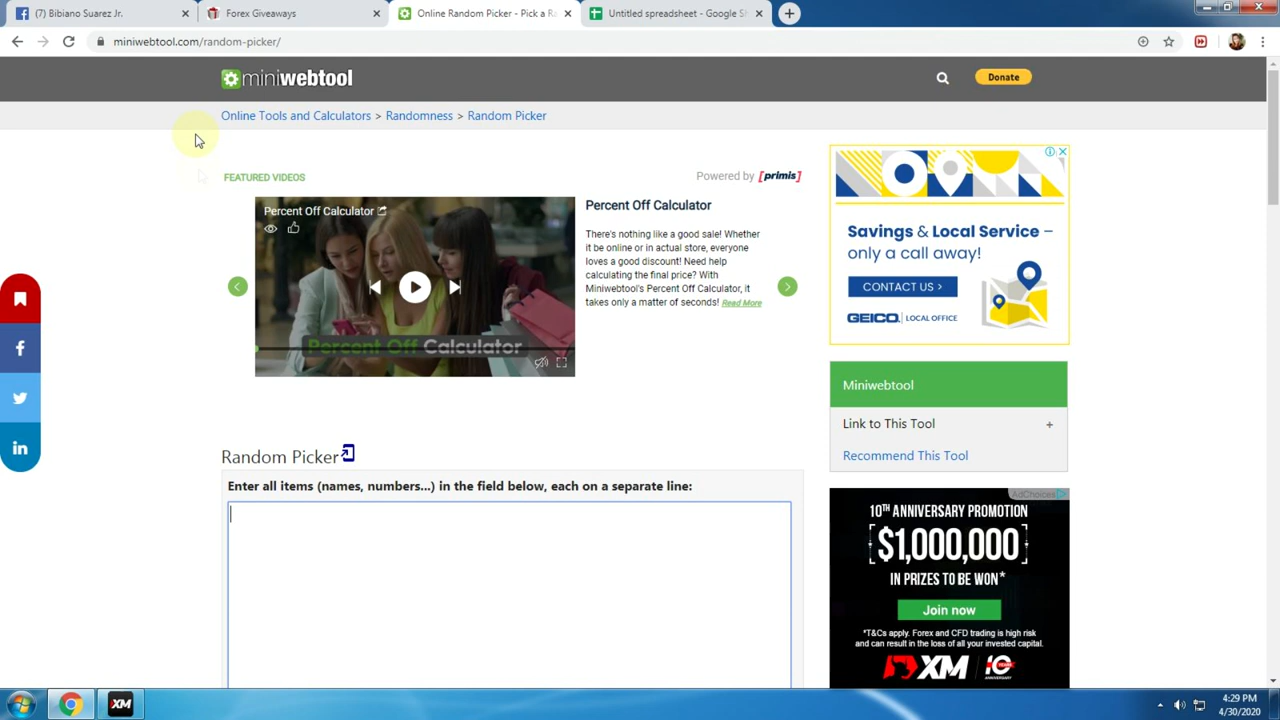 (7) Bibiano Suarez Jr.
Forex Giveaways
Online Random Picker - Pick a Ra
Untitled spreadsheet - Google Sh
miniwebtool.com/random-picker/
miniwebtool
Donate
Online Tools and Calculators > Randomness > Random Picker
FEATURED VIDEOS
Powered by [primis]
Percent Off Calculator
Percent Off Calculator
Percent Off Calculator
There's nothing like a good sale! Whether
it be online or in actual store, everyone
loves a good discount! Need help
calculating the final price? With
Miniwebtool's Percent Off Calculator, it
takes only a matter of seconds! Read More
Savings & Local Service –
only a call away!
CONTACT US >
GEICO. LOCAL OFFICE
Miniwebtool
Link to This Tool +
Recommend This Tool
Random Picker
Enter all items (names, numbers...) in the field below, each on a separate line:
AdChoices
10TH ANNIVERSARY PROMOTION
$1,000,000
IN PRIZES TO BE WON*
Join now
*T&Cs apply. Forex and CFD trading is high risk
and can result in the loss of all your invested capital.
XM 10 YEARS
XM
4:29 PM
4/30/2020